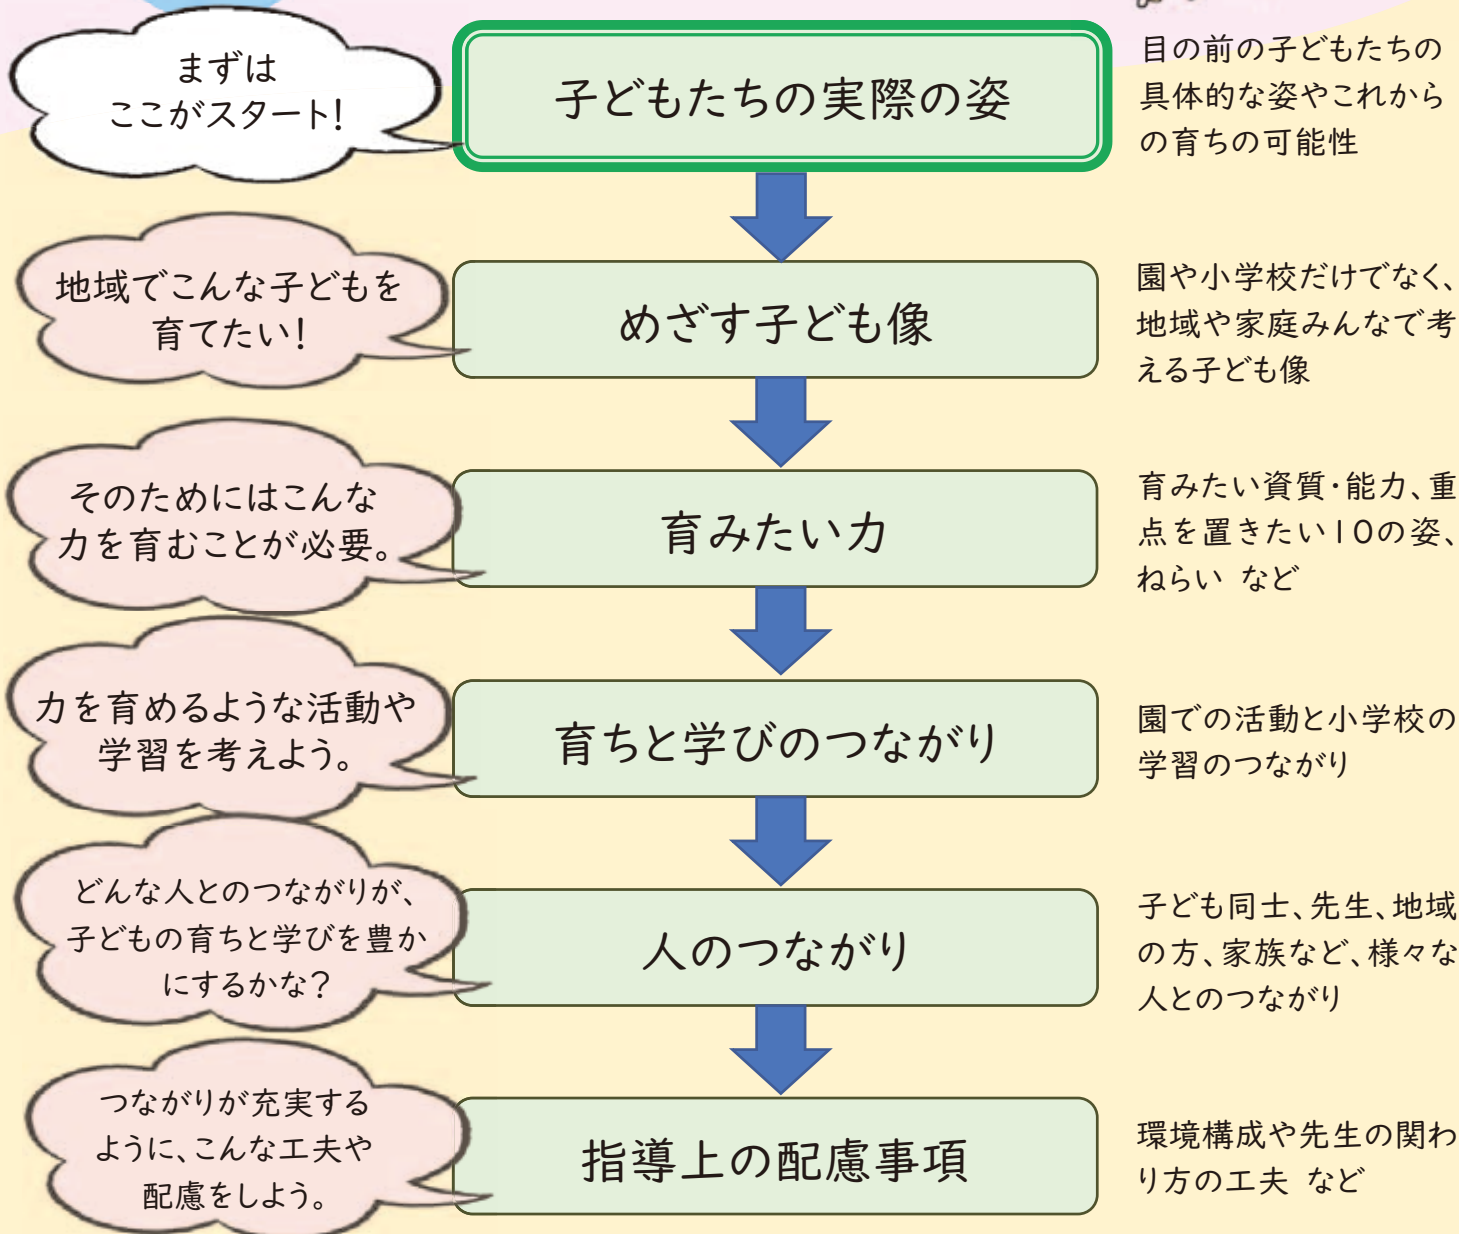 まずは
ここがスタート!
子どもたちの実際の姿
目の前の子どもたちの
具体的な姿やこれから
の育ちの可能性
地域でこんな子どもを
育てたい!
めざす子ども像
園や小学校だけでなく、
地域や家庭みんなで考
える子ども像
そのためにはこんな
力を育むことが必要。
育みたい力
育みたい資質・能力、重
点を置きたい10の姿、
ねらい など
力を育めるような活動や
学習を考えよう。
育ちと学びのつながり
園での活動と小学校の
学習のつながり
どんな人とのつながりが、
子どもの育ちと学びを豊か
にするかな?
人のつながり
子ども同士、先生、地域
の方、家族など、様々な
人とのつながり
つながりが充実する
ように、こんな工夫や
配慮をしよう。
指導上の配慮事項
環境構成や先生の関わ
り方の工夫 など